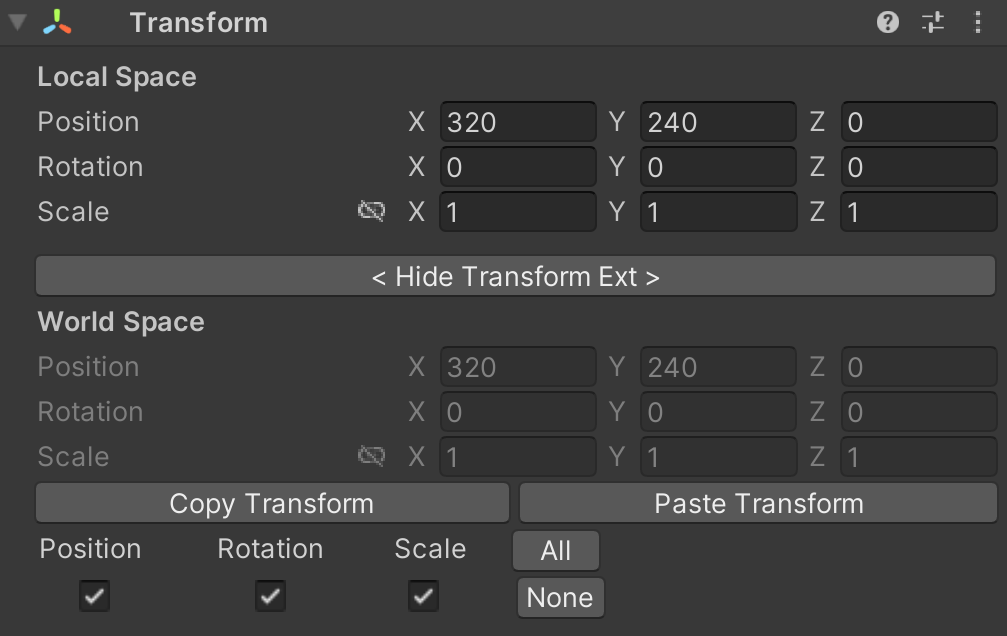 Transform
Local Space
Position X 320 Y 240 Z 0
Rotation X 0 Y 0 Z 0
Scale X 1 Y 1 Z 1
< Hide Transform Ext >
World Space
Position X 320 Y 240 Z 0
Rotation X 0 Y 0 Z 0
Scale X 1 Y 1 Z 1
Copy Transform Paste Transform
Position Rotation Scale All
None